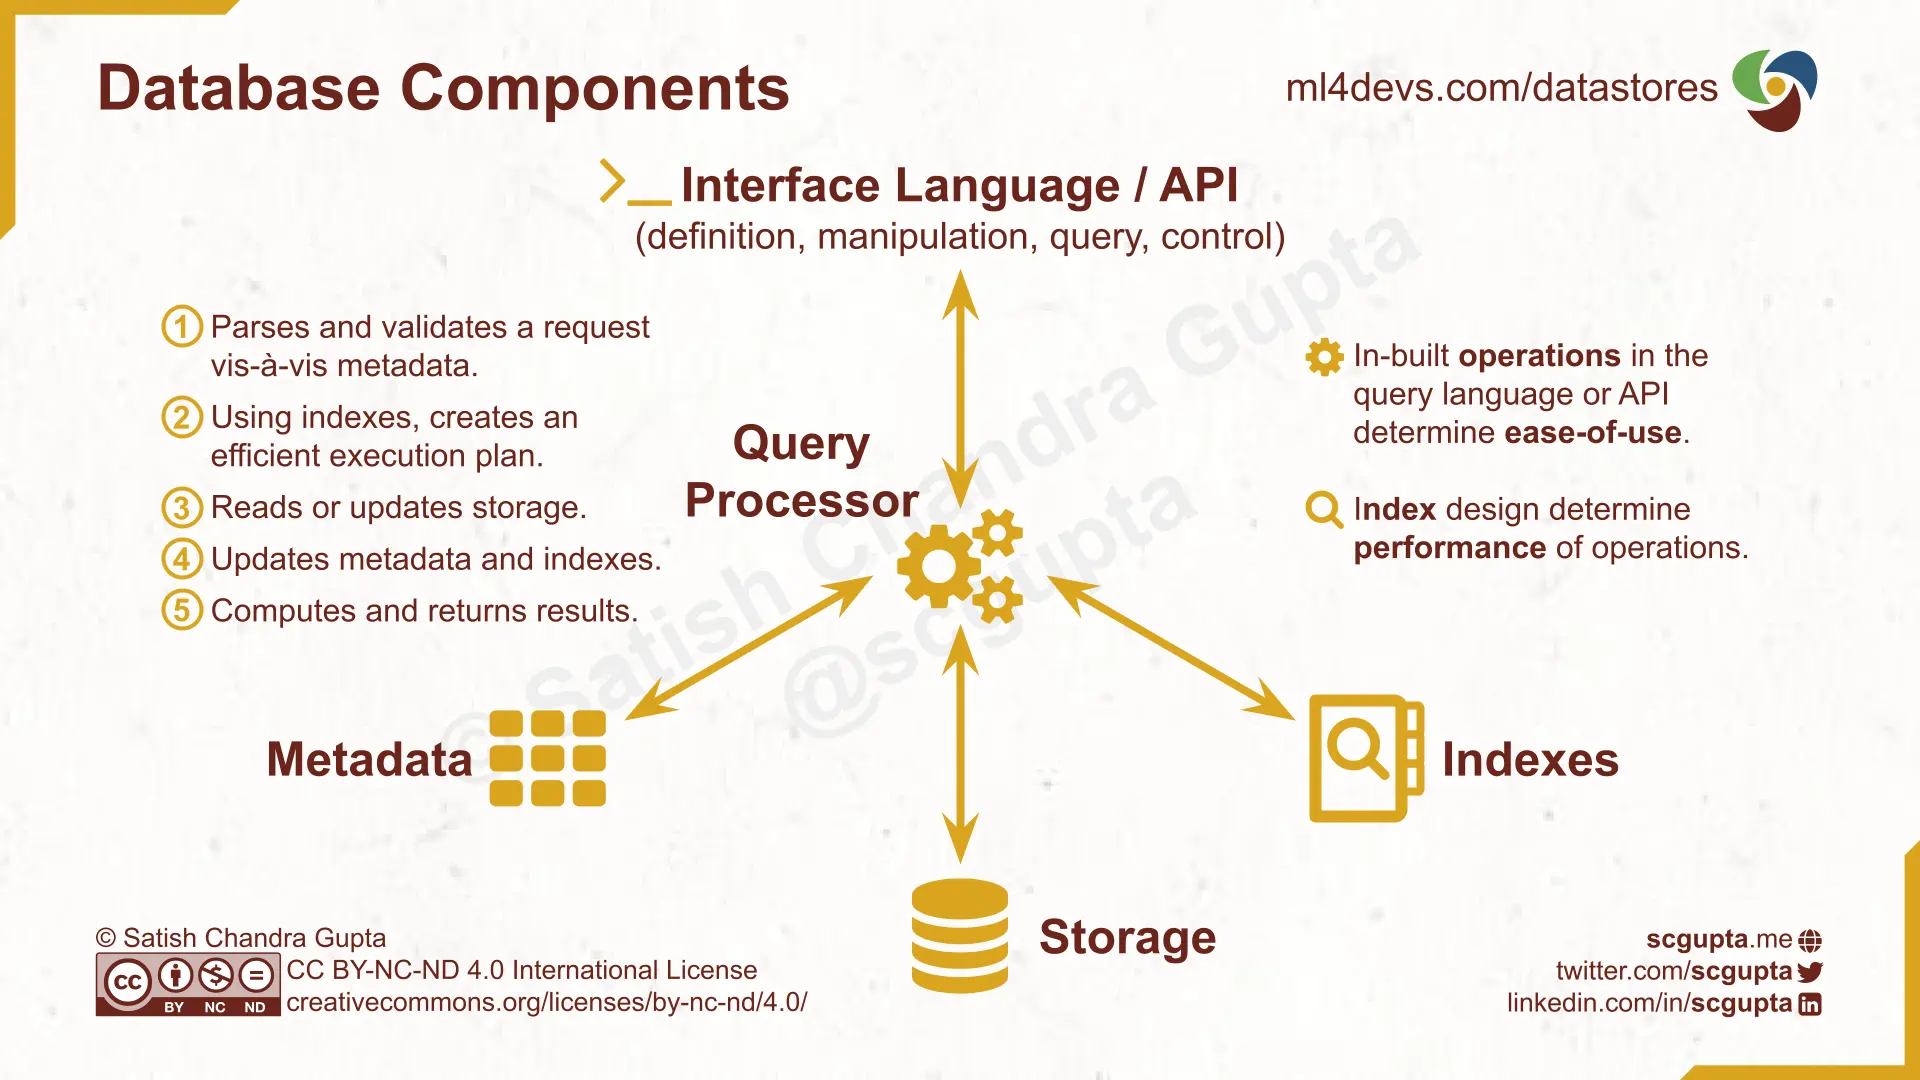 Database Components
ml4devs.com/datastores
Interface Language / API
(definition, manipulation, query, control)
1 Parses and validates a request
vis-à-vis metadata.
2 Using indexes, creates an
efficient execution plan.
3 Reads or updates storage.
4 Updates metadata and indexes.
5 Computes and returns results.
Query
Processor
In-built operations in the
query language or API
determine ease-of-use.
Index design determine
performance of operations.
Metadata
Indexes
Storage
© Satish Chandra Gupta
@scgupta
© Satish Chandra Gupta
CC BY-NC-ND 4.0 International License
creativecommons.org/licenses/by-nc-nd/4.0/
cc
BY NC ND
scgupta.me
twitter.com/scgupta
linkedin.com/in/scgupta
in